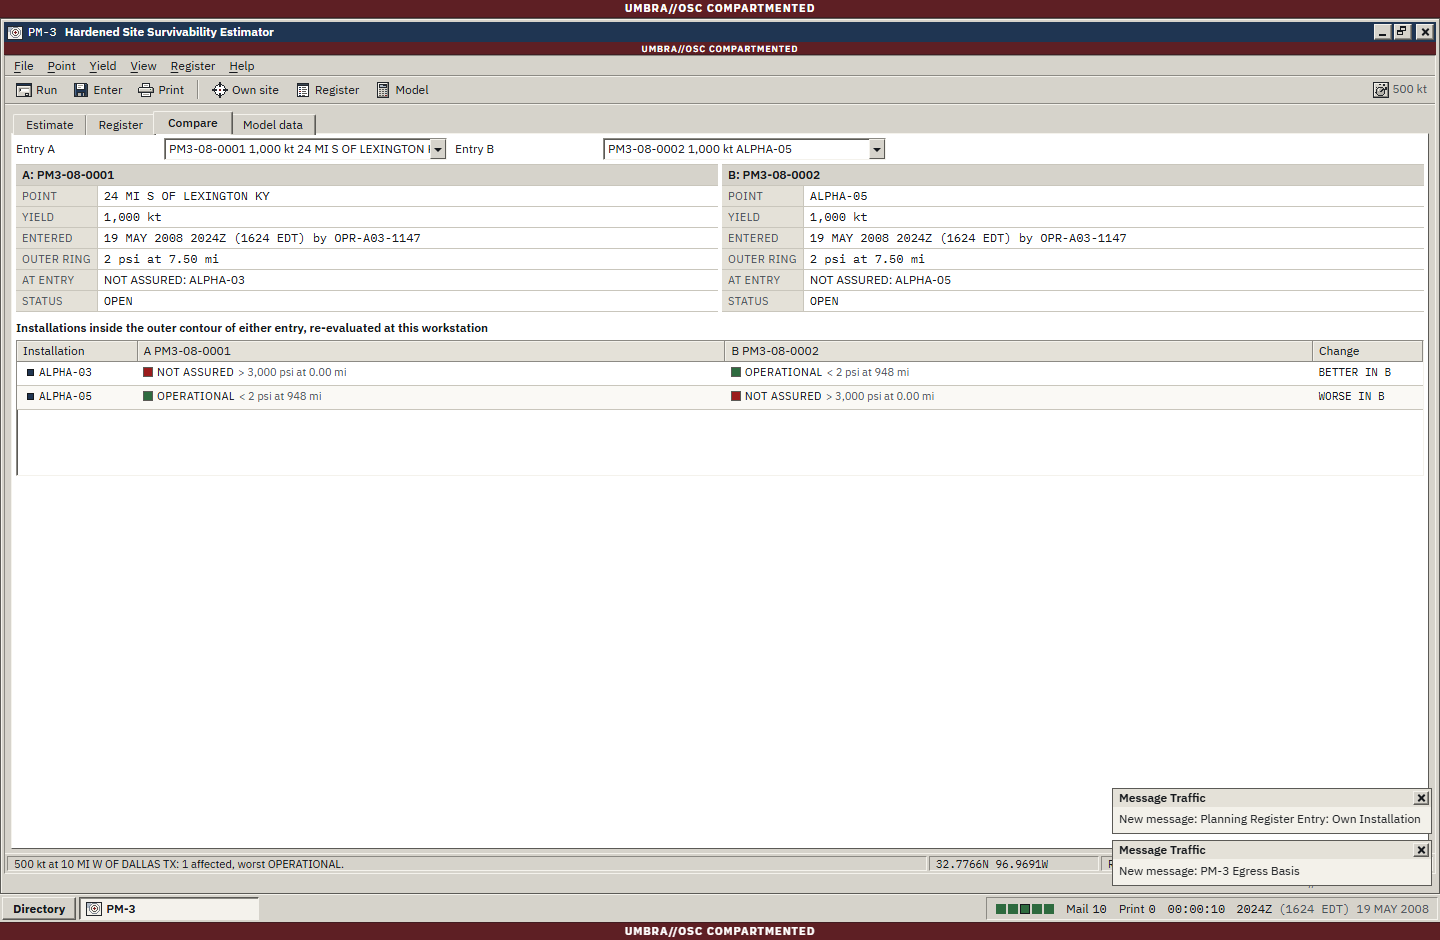 UMBRA//OSC COMPARTMENTED
PM-3 Hardened Site Survivability Estimator
UMBRA//OSC COMPARTMENTED
File Point Yield View Register Help
Run Enter Print Own site Register Model 500 kt
Estimate Register Compare Model data
Entry A PM3-08-0001 1,000 kt 24 MI S OF LEXINGTON Entry B PM3-08-0002 1,000 kt ALPHA-05
A: PM3-08-0001 B: PM3-08-0002
POINT 24 MI S OF LEXINGTON KY POINT ALPHA-05
YIELD 1,000 kt YIELD 1,000 kt
ENTERED 19 MAY 2008 2024Z (1624 EDT) by OPR-A03-1147 ENTERED 19 MAY 2008 2024Z (1624 EDT) by OPR-A03-1147
OUTER RING 2 psi at 7.50 mi OUTER RING 2 psi at 7.50 mi
AT ENTRY NOT ASSURED: ALPHA-03 AT ENTRY NOT ASSURED: ALPHA-05
STATUS OPEN STATUS OPEN
Installations inside the outer contour of either entry, re-evaluated at this workstation
Installation A PM3-08-0001 B PM3-08-0002 Change
ALPHA-03 NOT ASSURED > 3,000 psi at 0.00 mi OPERATIONAL < 2 psi at 948 mi BETTER IN B
ALPHA-05 OPERATIONAL < 2 psi at 948 mi NOT ASSURED > 3,000 psi at 0.00 mi WORSE IN B
Message Traffic
New message: Planning Register Entry: Own Installation
Message Traffic
New message: PM-3 Egress Basis
500 kt at 10 MI W OF DALLAS TX: 1 affected, worst OPERATIONAL. 32.7766N 96.9691W
Directory PM-3 Mail 10 Print 0 00:00:10 2024Z (1624 EDT) 19 MAY 2008
UMBRA//OSC COMPARTMENTED